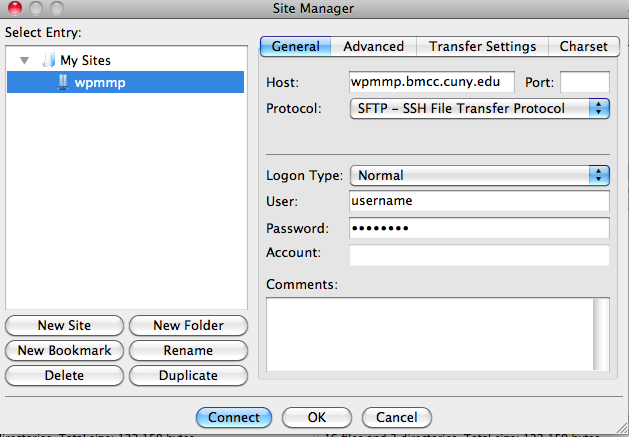 Site Manager
Select Entry:
My Sites
wpmmp
New Site
New Folder
New Bookmark
Rename
Delete
Duplicate
General
Advanced
Transfer Settings
Charset
Host:
wpmmp.bmcc.cuny.edu
Port:
Protocol:
SFTP – SSH File Transfer Protocol
Logon Type:
Normal
User:
username
Password:
••••••••
Account:
Comments:
Connect
OK
Cancel